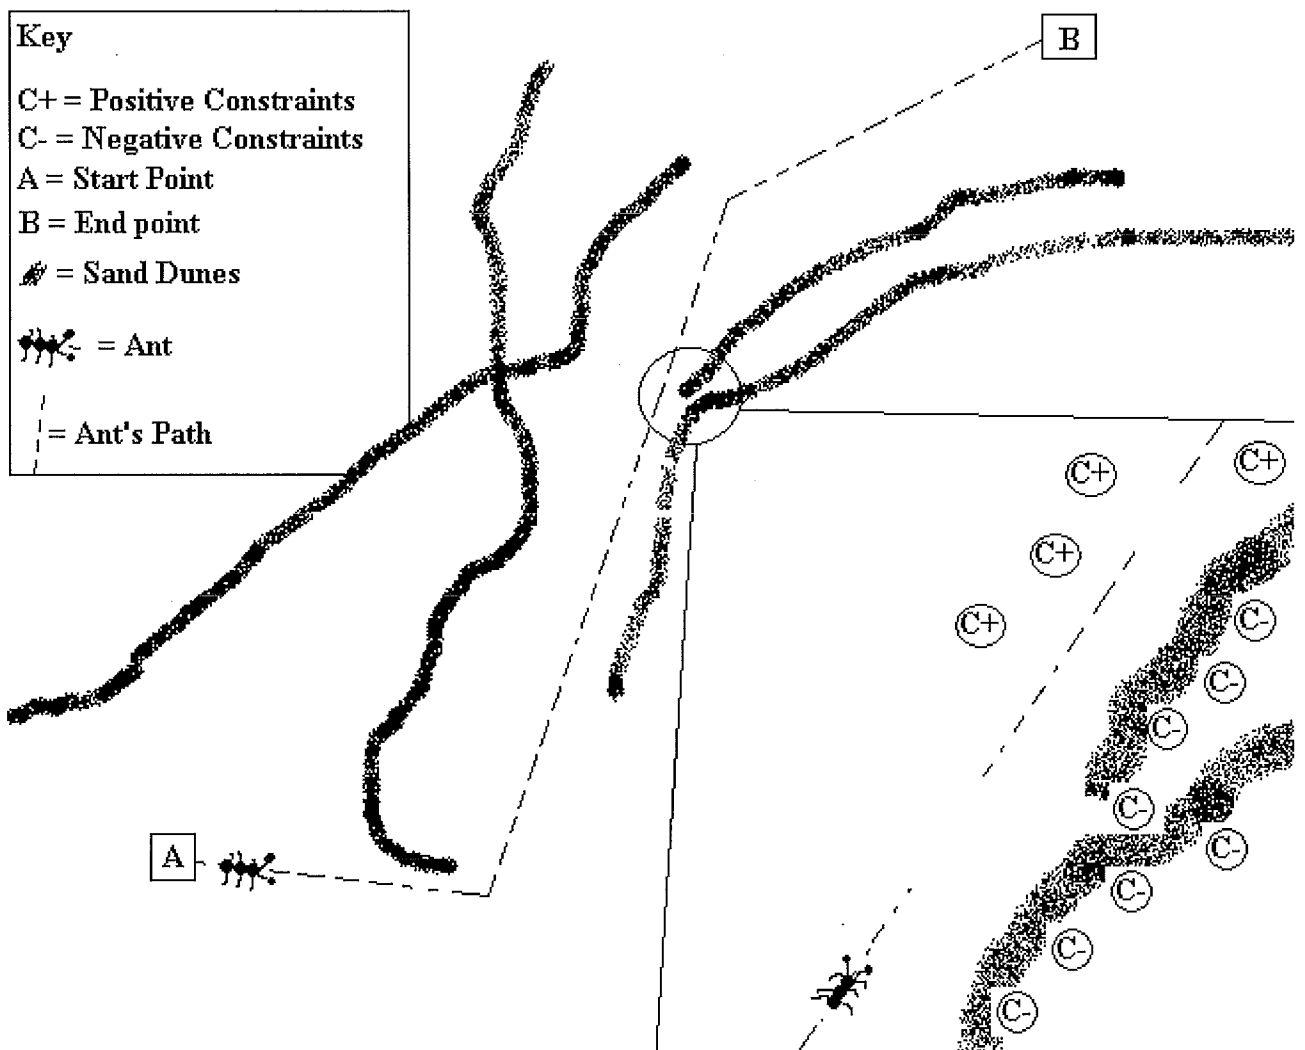 Key
C+ = Positive Constraints
C- = Negative Constraints
A = Start Point
B = End point
= Sand Dunes
= Ant
= Ant's Path
B
A
C+
C+
C+
C+
C-
C-
C-
C-
C-
C-
C-
C-